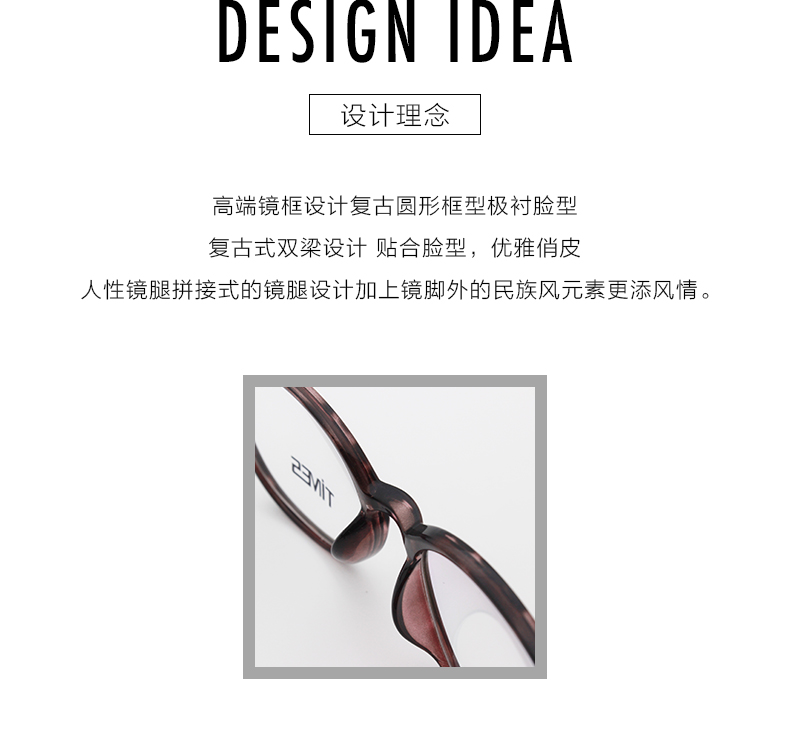 DESIGN IDEA
设计理念
高端镜框设计复古圆形框型极衬脸型
复古式双梁设计 贴合脸型，优雅俏皮
人性镜腿拼接式的镜腿设计加上镜脚外的民族风元素更添风情。
TIMES